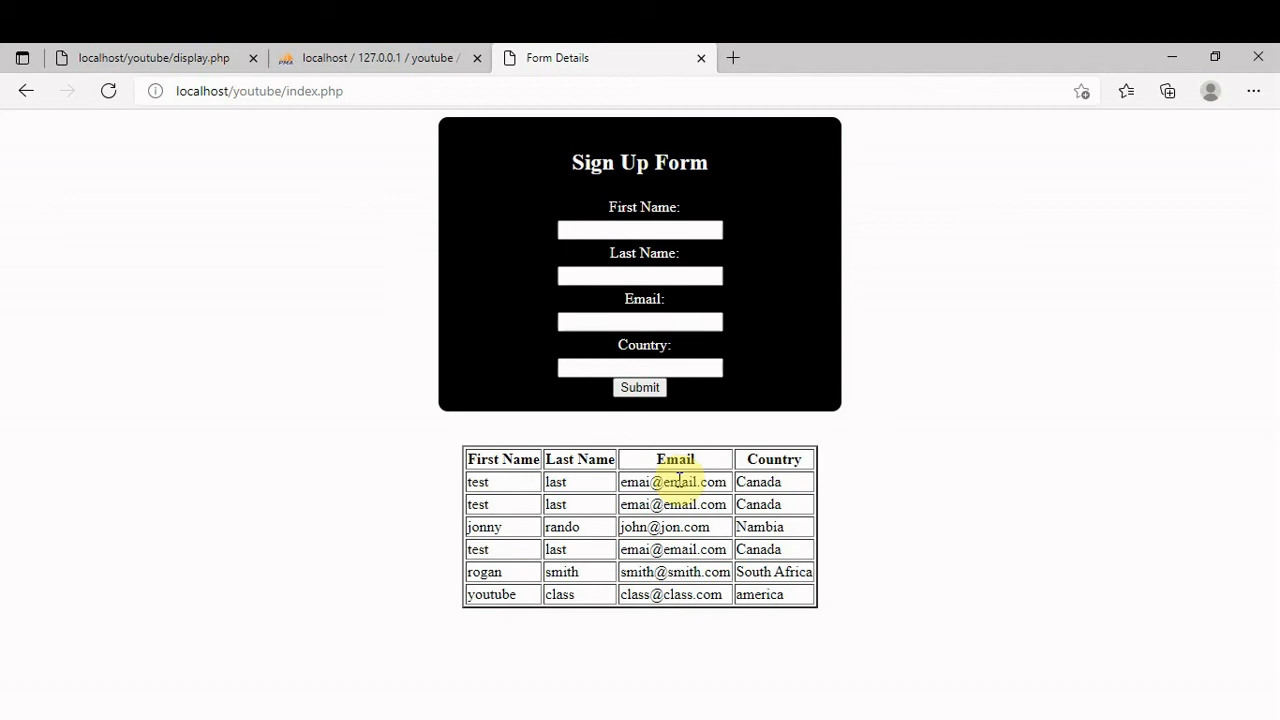 localhost/youtube/display.php
localhost / 127.0.0.1 / youtube /
Form Details
localhost/youtube/index.php
Sign Up Form
First Name:
Last Name:
Email:
Country:
Submit
First Name Last Name Email Country
test last emai@email.com Canada
test last emai@email.com Canada
jonny rando john@jon.com Nambia
test last emai@email.com Canada
rogan smith smith@smith.com South Africa
youtube class class@class.com america